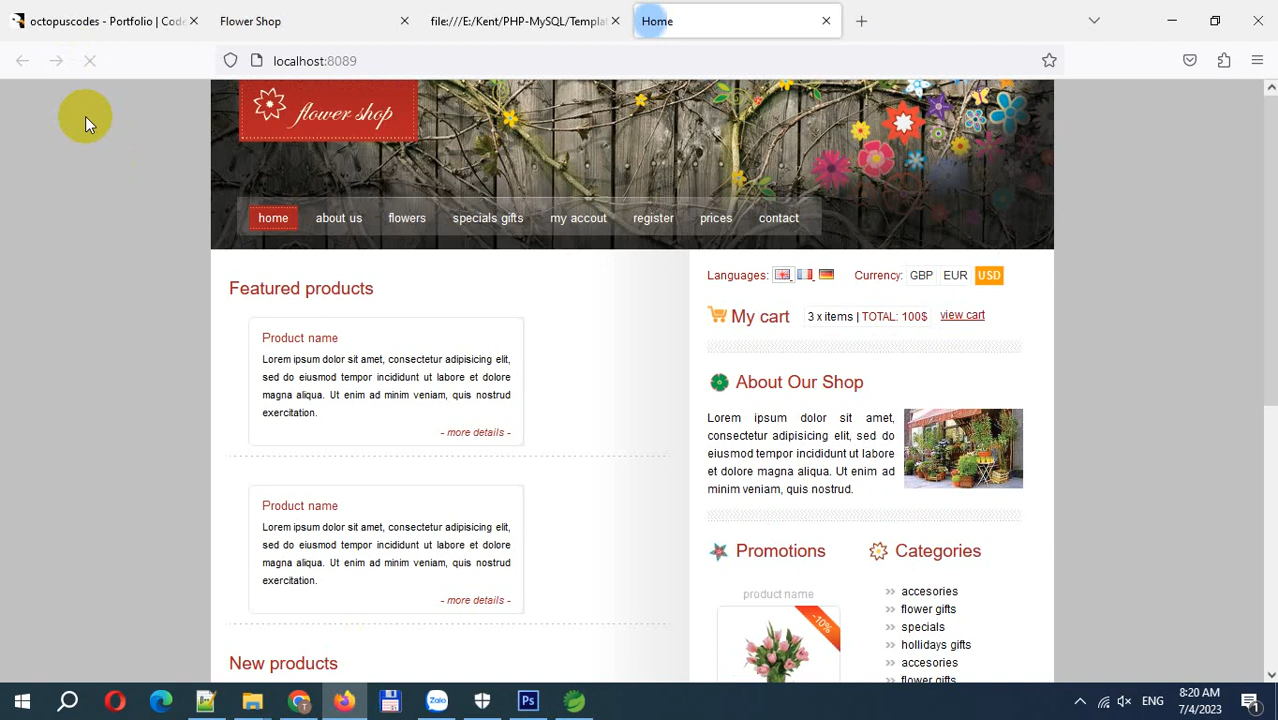 octopuscodes - Portfolio | Code
Flower Shop
file:///E:/Kent/PHP-MySQL/Templat
Home
localhost:8089
flower shop
home about us flowers specials gifts my accout register prices contact
Languages:
Currency: GBP EUR USD
Featured products
My cart 3 x items | TOTAL: 100$ view cart
Product name
Lorem ipsum dolor sit amet, consectetur adipisicing elit,
sed do eiusmod tempor incididunt ut labore et dolore
magna aliqua. Ut enim ad minim veniam, quis nostrud
exercitation.
- more details -
Product name
Lorem ipsum dolor sit amet, consectetur adipisicing elit,
sed do eiusmod tempor incididunt ut labore et dolore
magna aliqua. Ut enim ad minim veniam, quis nostrud
exercitation.
- more details -
New products
About Our Shop
Lorem ipsum dolor sit amet,
consectetur adipisicing elit, sed do
eiusmod tempor incididunt ut labore
et dolore magna aliqua. Ut enim ad
minim veniam, quis nostrud.
Promotions
product name
-10%
Categories
accesories
flower gifts
specials
hollidays gifts
accesories
flower gifts
Zalo
Ps
ENG
8:20 AM
7/4/2023
1